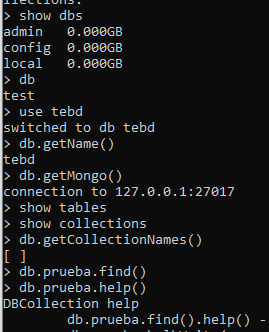 > show dbs
admin   0.000GB
config  0.000GB
local   0.000GB
> db
test
> use tebd
switched to db tebd
> db.getName()
tebd
> db.getMongo()
connection to 127.0.0.1:27017
> show tables
> show collections
> db.getCollectionNames()
[ ]
> db.prueba.find()
> db.prueba.help()
DBCollection help
        db.prueba.find().help() -